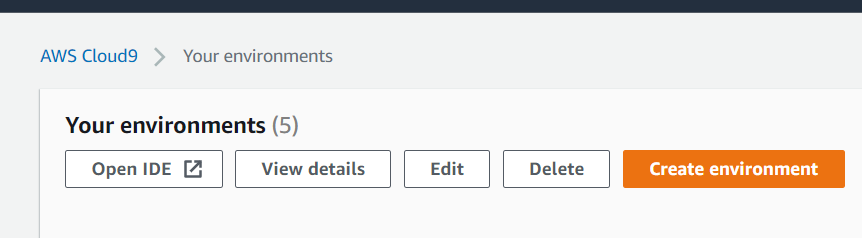 AWS Cloud9 > Your environments
Your environments (5)
Open IDE View details Edit Delete Create environment